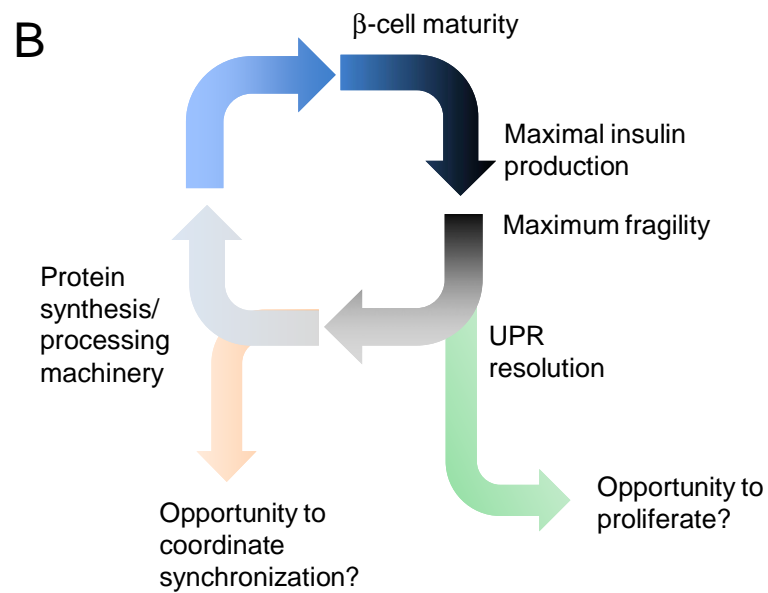 B
β-cell maturity
Maximal insulin
production
Maximum fragility
Protein
synthesis/
processing
machinery
UPR
resolution
Opportunity to
proliferate?
Opportunity to
coordinate
synchronization?